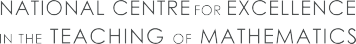 NATIONAL CENTRE FOR EXCELLENCE
IN THE TEACHING OF MATHEMATICS